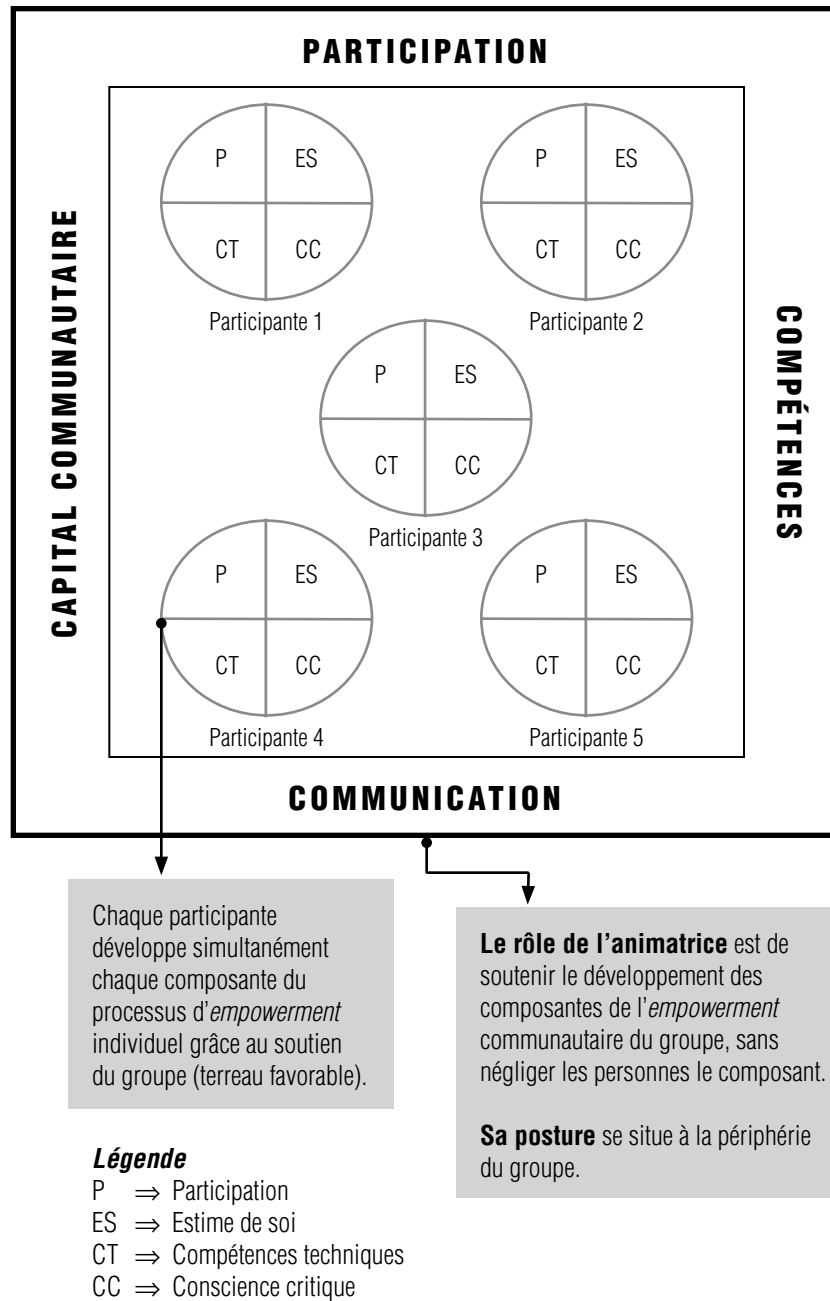 PARTICIPATION
CAPITAL COMMUNAUTAIRE
COMPÉTENCES
P ES
CT CC
Participante 1
P ES
CT CC
Participante 2
P ES
CT CC
Participante 3
P ES
CT CC
Participante 4
P ES
CT CC
Participante 5
COMMUNICATION
Chaque participante
développe simultanément
chaque composante du
processus d’empowerment
individuel grâce au soutien
du groupe (terreau favorable).
Le rôle de l’animatrice est de
soutenir le développement des
composantes de l’empowerment
communautaire du groupe, sans
négliger les personnes le composant.
Sa posture se situe à la périphérie
du groupe.
Légende
P ⇒ Participation
ES ⇒ Estime de soi
CT ⇒ Compétences techniques
CC ⇒ Conscience critique